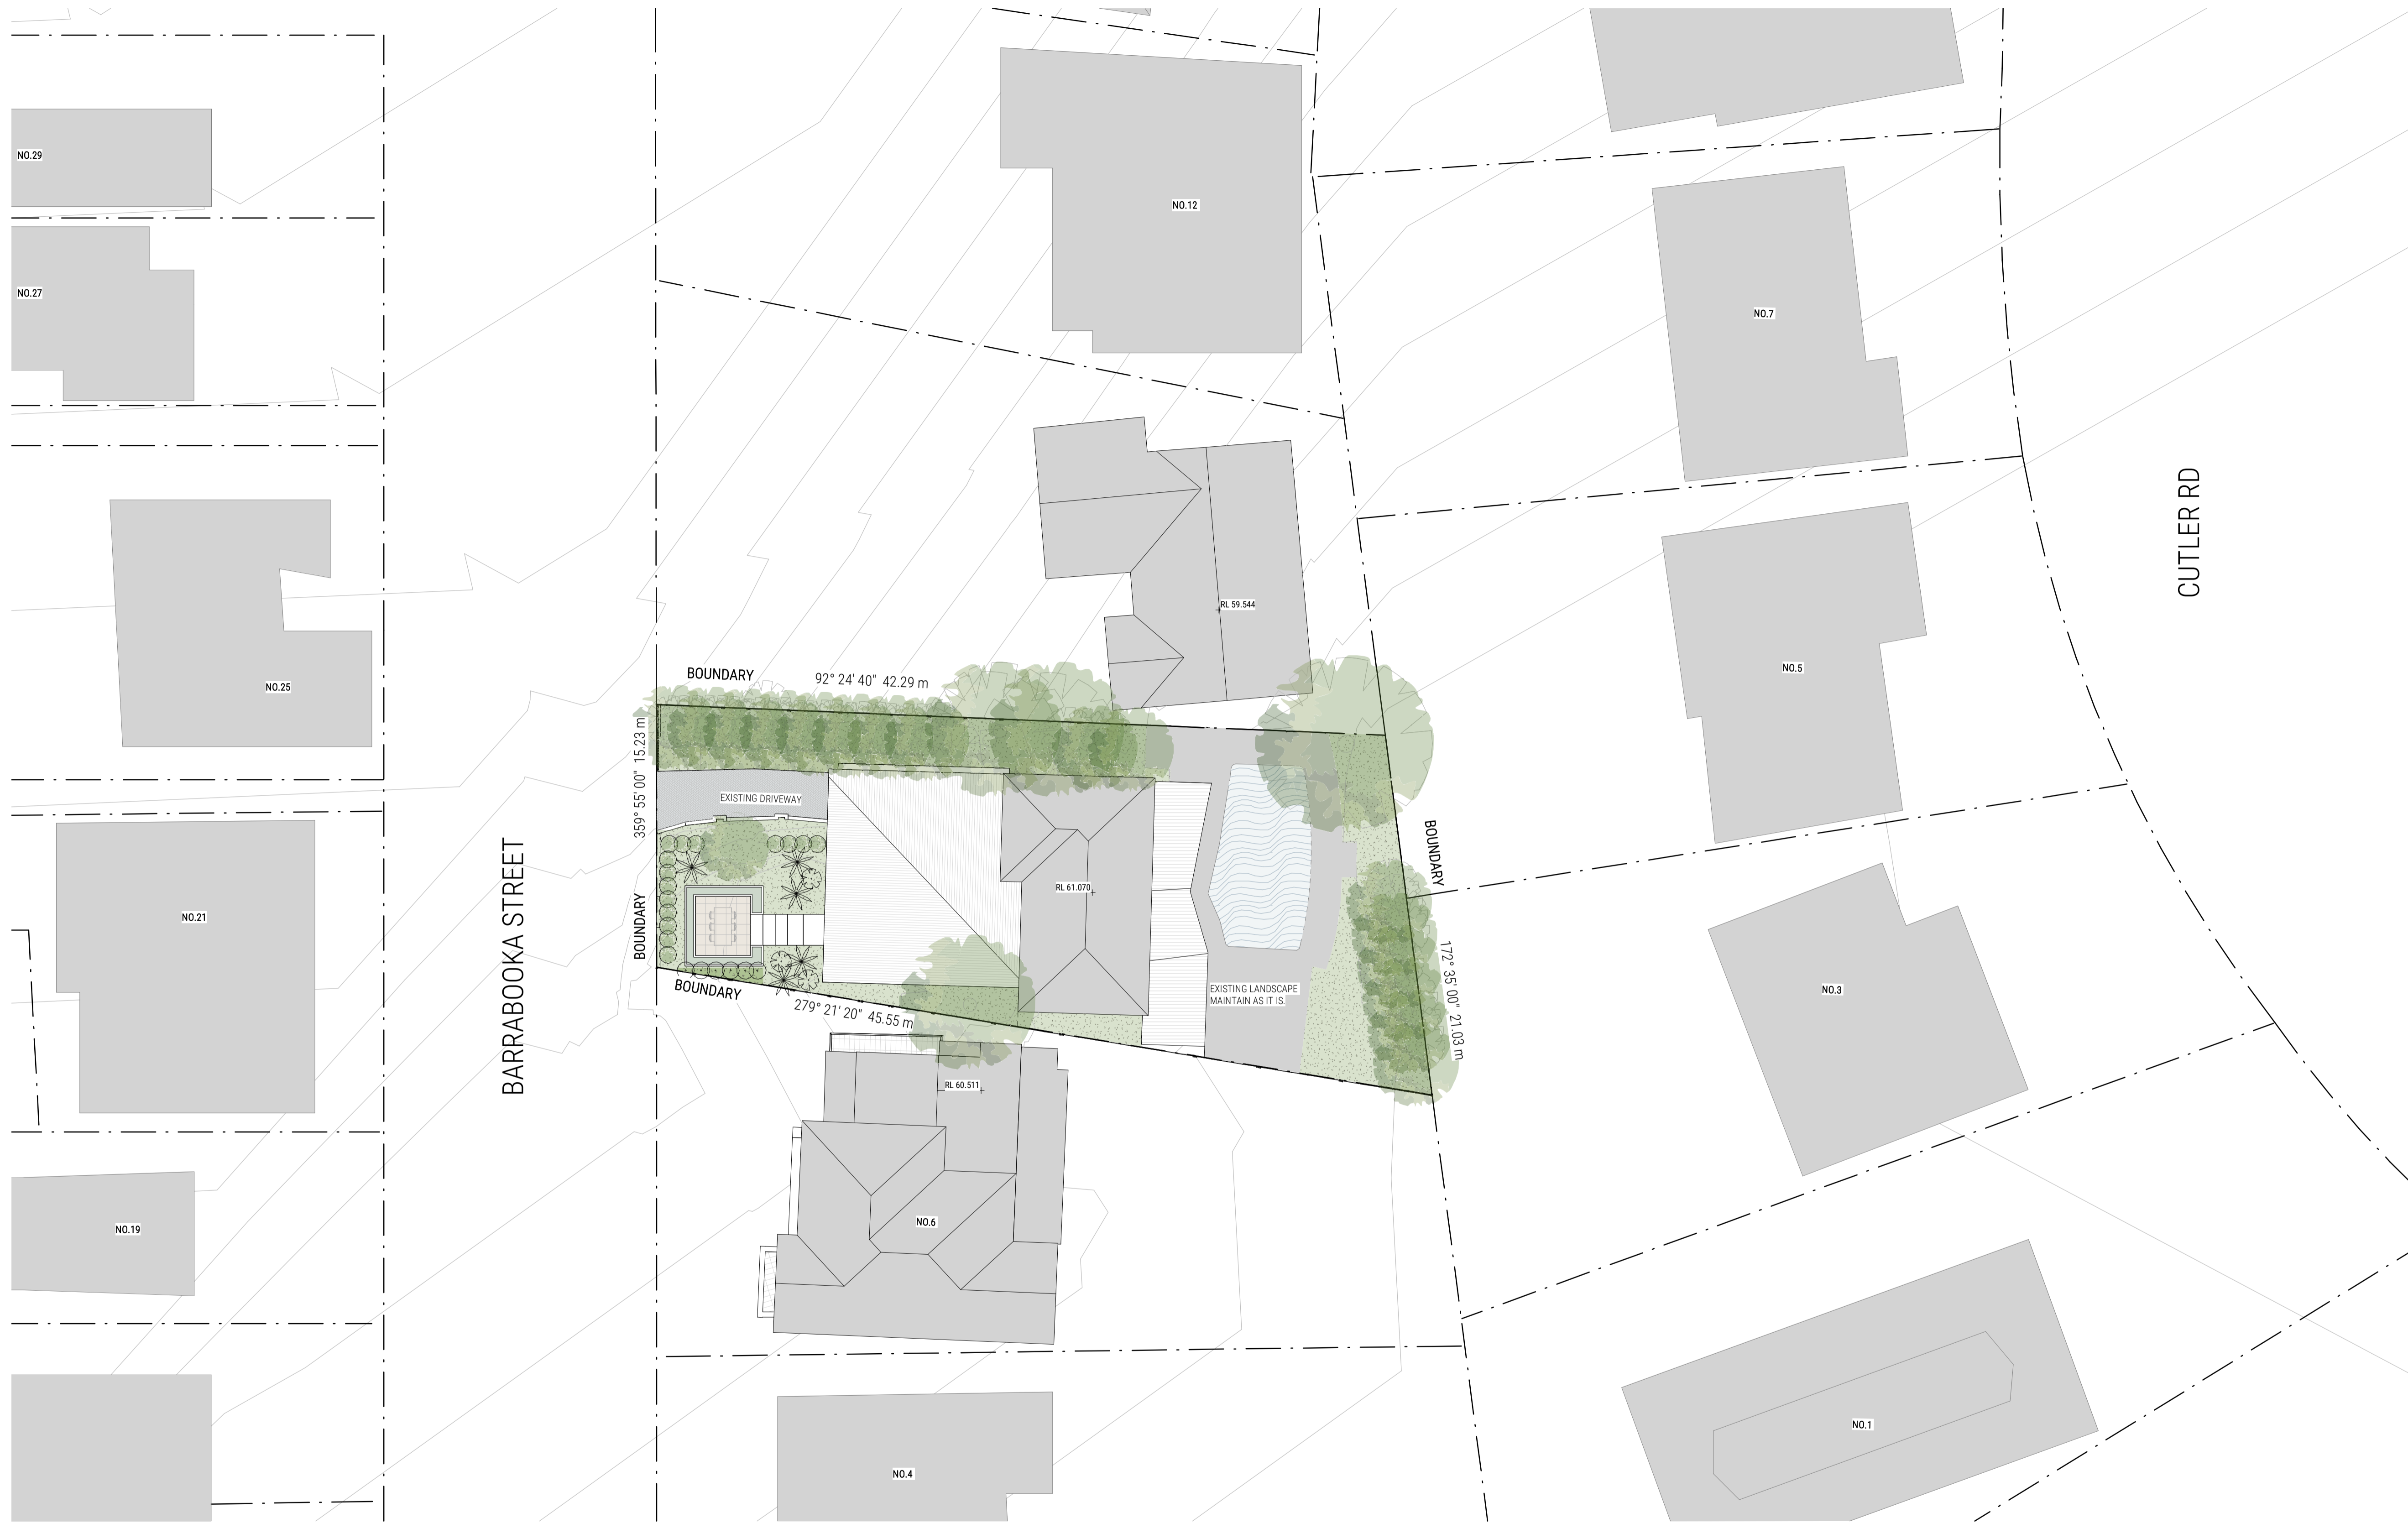 NO.29
NO.12
NO.27
NO.7
CUTLER RD
RL 59.544
NO.5
BOUNDARY
92° 24' 40" 42.29 m
NO.25
359° 55' 00" 15.23 m
EXISTING DRIVEWAY
BOUNDARY
RL 61.070
NO.21
BARRABOOKA STREET
BOUNDARY
BOUNDARY
279° 21' 20" 45.55 m
EXISTING LANDSCAPE
MAINTAIN AS IT IS.
172° 35' 00" 21.03 m
NO.3
RL 60.511
NO.6
NO.19
NO.1
NO.4